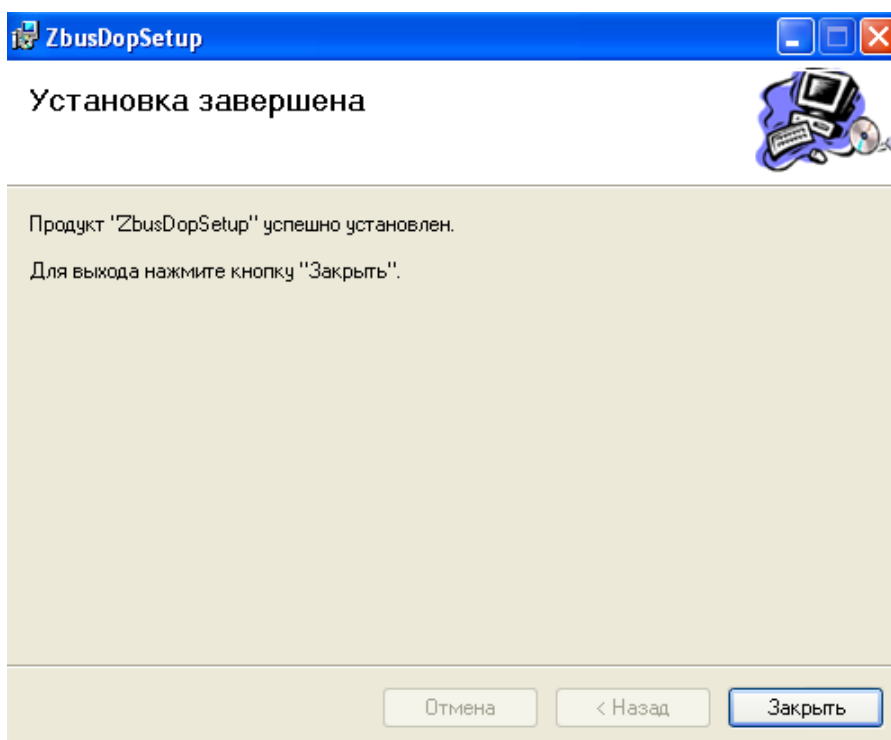 ZbusDopSetup
Установка завершена
Продукт "ZbusDopSetup" успешно установлен.
Для выхода нажмите кнопку "Закрыть".
Отмена
< Назад
Закрыть